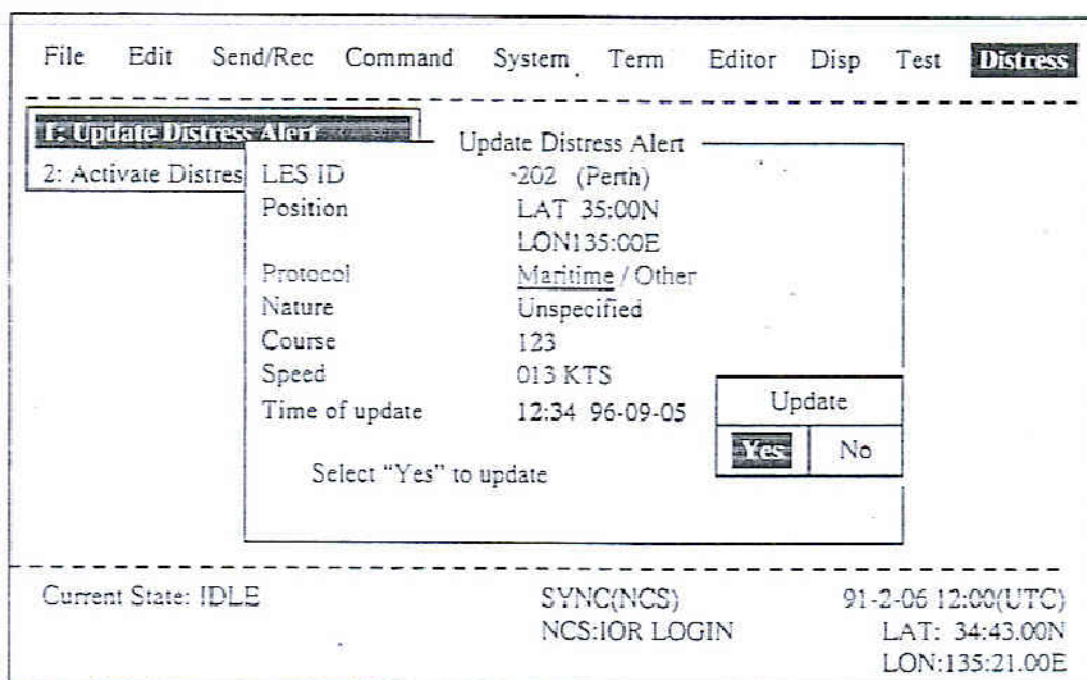 File Edit Send/Rec Command System Term Editor Disp Test Distress
1: Update Distress Alert
2: Activate Distres
Update Distress Alert
LES ID 202 (Perth)
Position LAT 35:00N
LON135:00E
Protocol Maritime / Other
Nature Unspecified
Course 123
Speed 013 KTS
Time of update 12:34 96-09-05
Update
Yes No
Select “Yes” to update
Current State: IDLE SYNC(NCS) 91-2-06 12:00(UTC)
NCS:IOR LOGIN LAT: 34:43.00N
LON:135:21.00E